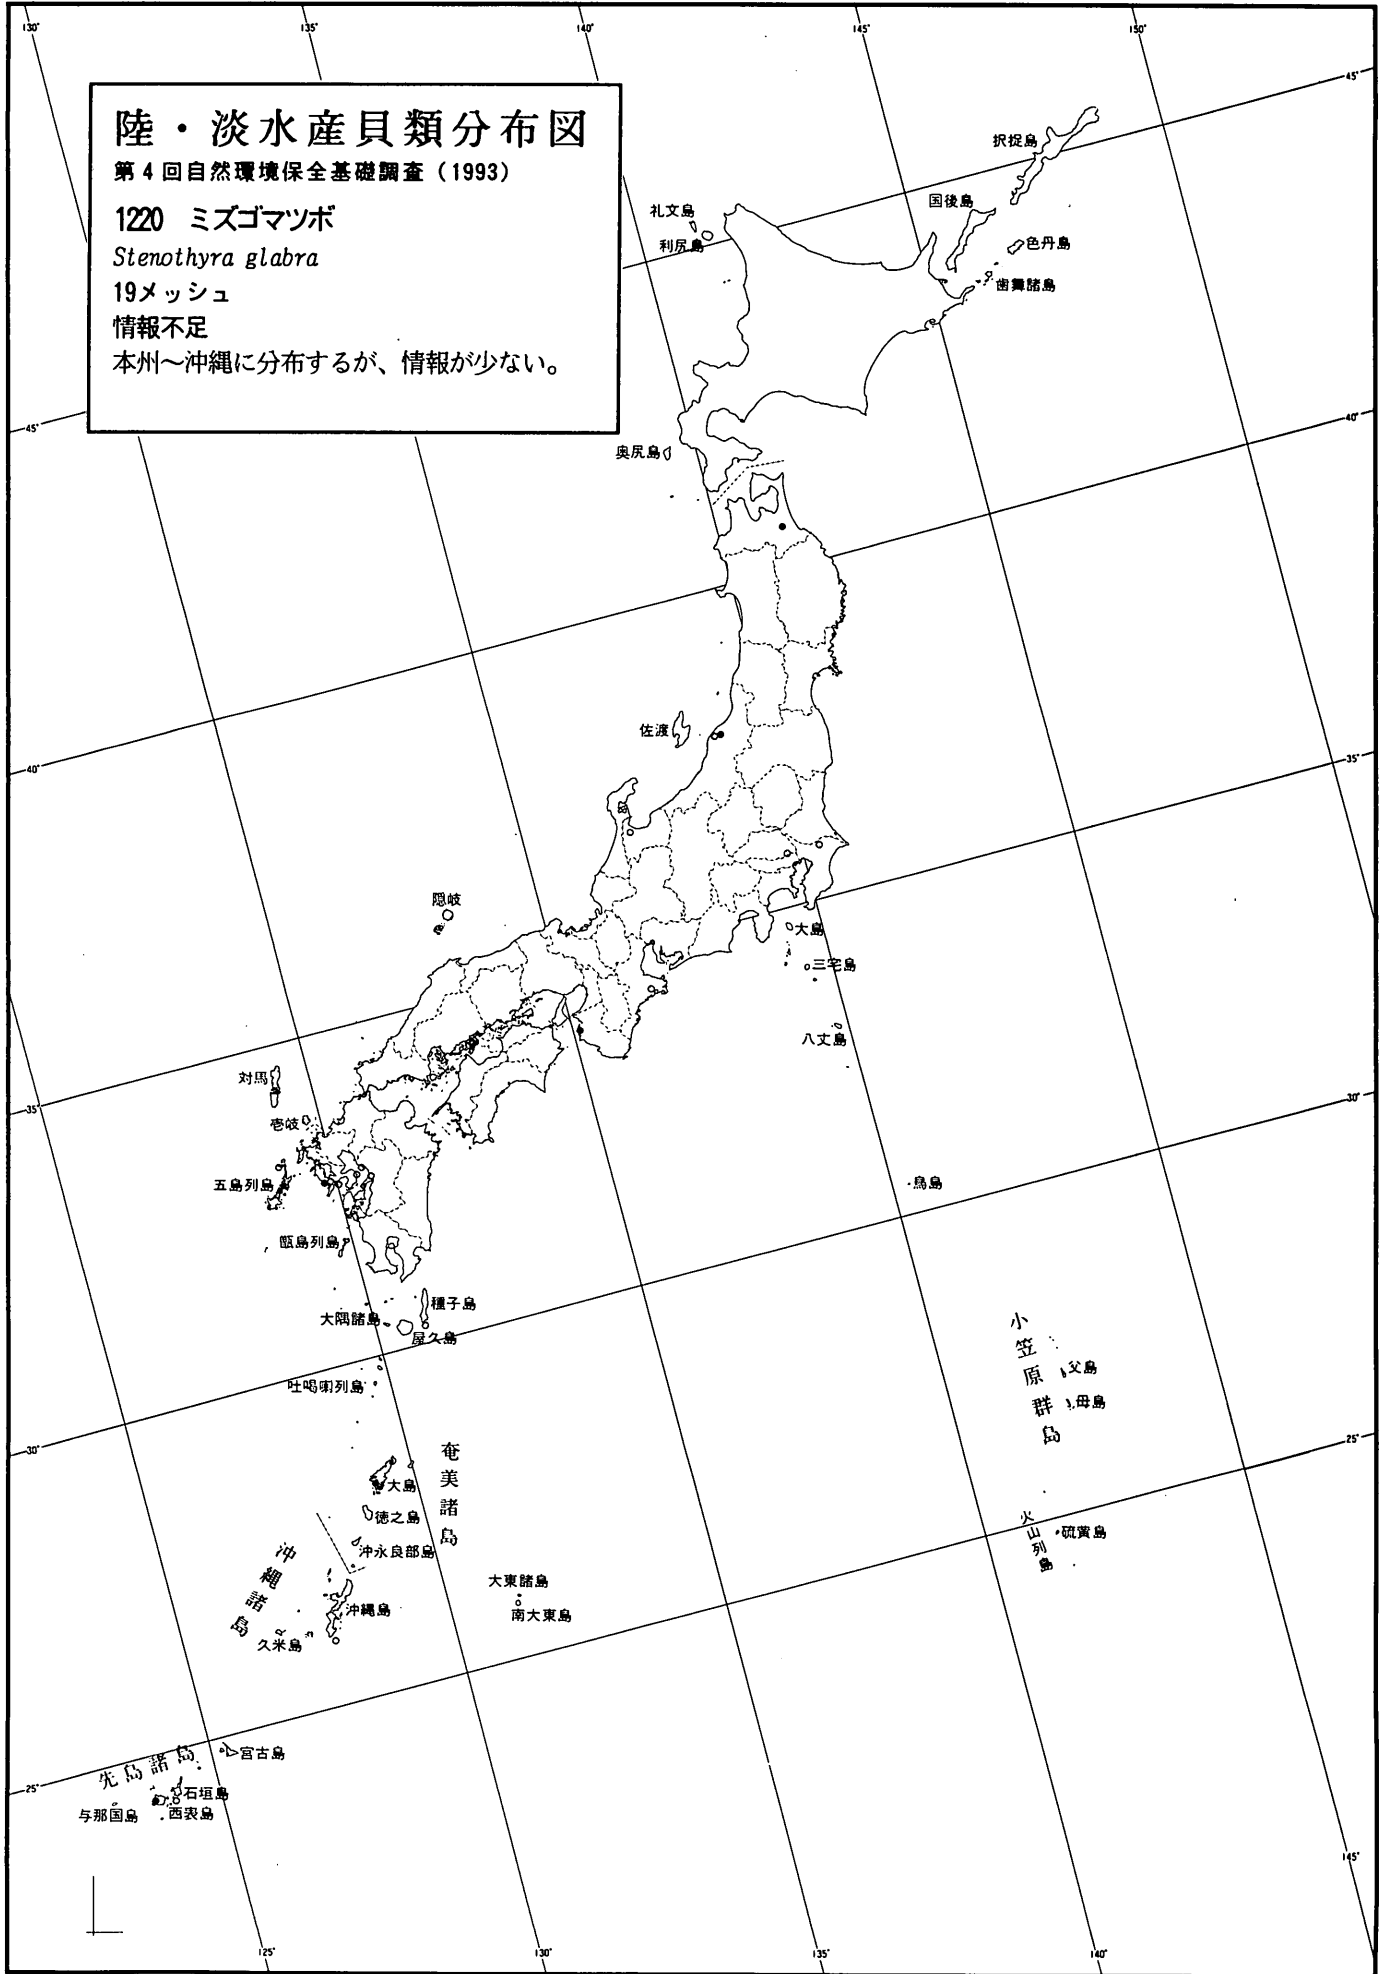 130°
135°
140°
145°
150°
45°
陸・淡水産貝類分布図
第4回自然環境保全基礎調査（1993）
1220 ミズゴマツボ
Stenothyra glabra
19メッシュ
情報不足
本州〜沖縄に分布するが、情報が少ない。
択捉島
国後島
礼文島
利尻島
色丹島
歯舞諸島
45°
40°
奥尻島
佐渡
40°
35°
隠岐
大島
三宅島
八丈島
対馬
35°
壱岐
30°
五島列島
鳥島
甑島列島
種子島
大隅諸島
屋久島
小笠原群島
父島
吐噶喇列島
母島
25°
30°
奄美諸島
大島
徳之島
火山列島
硫黄島
沖永良部島
沖縄諸島
大東諸島
沖縄島
南大東島
久米島
先島諸島
宮古島
25°
石垣島
与那国島
西表島
145°
125°
130°
135°
140°